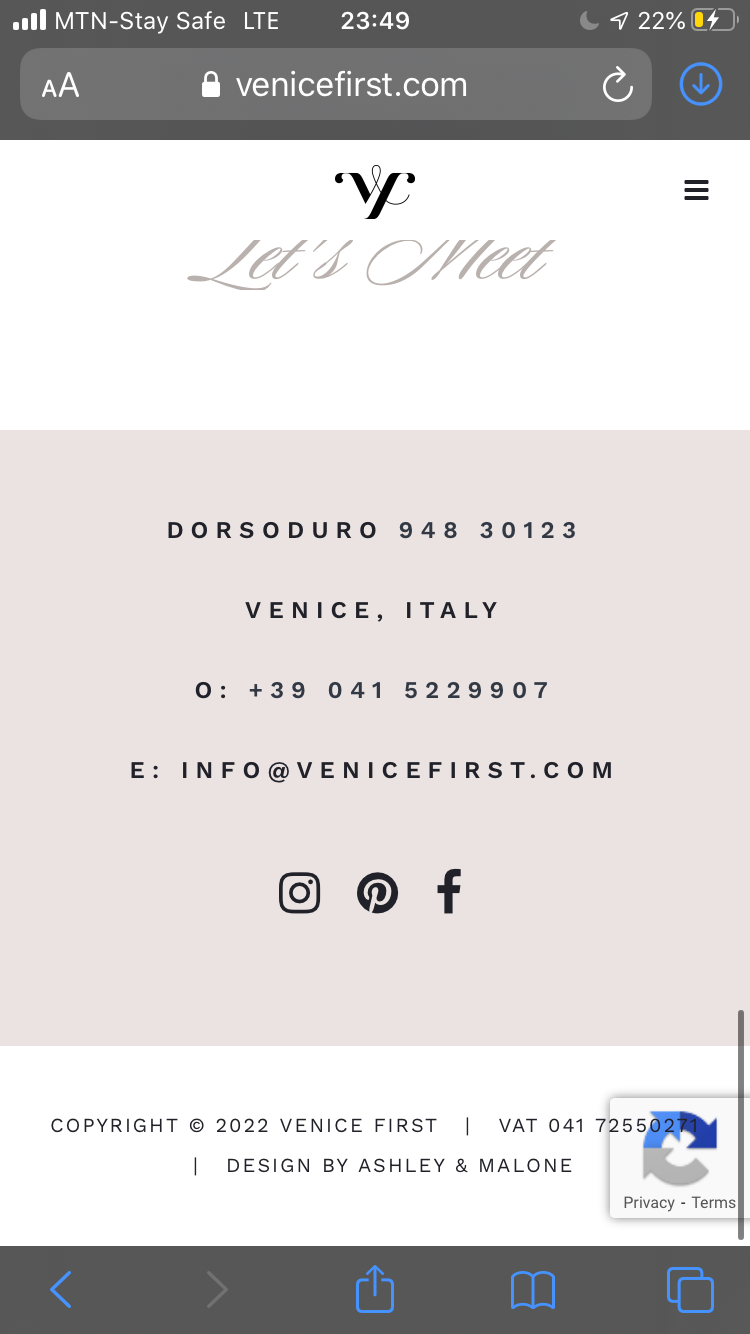 MTN-Stay Safe LTE 23:49 22%
AA venicefirst.com
Let's Meet
DORSODURO 948 30123
VENICE, ITALY
O: +39 041 5229907
E: INFO@VENICEFIRST.COM
COPYRIGHT © 2022 VENICE FIRST | VAT 041 72550271
| DESIGN BY ASHLEY & MALONE
Privacy - Terms